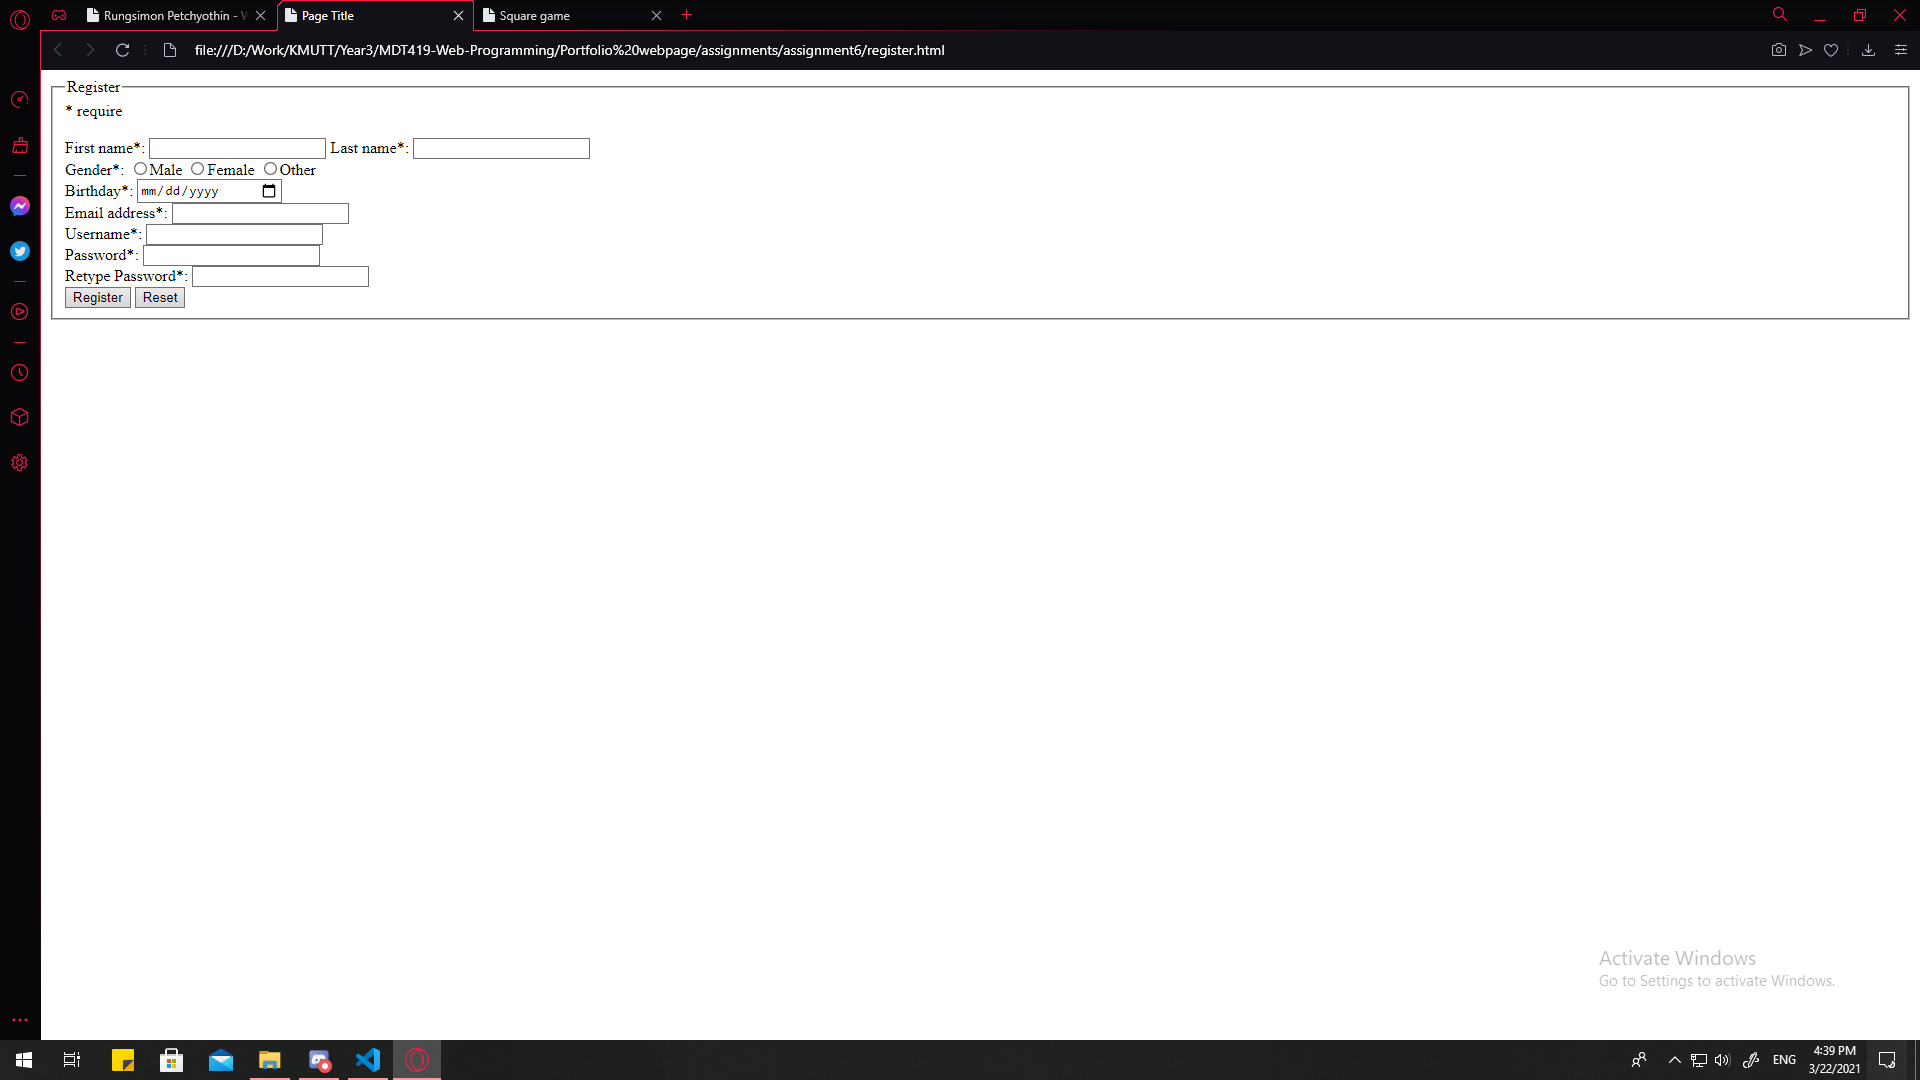 Rungsimon Petchyothin -
Page Title
Square game
file:///D:/Work/KMUTT/Year3/MDT419-Web-Programming/Portfolio%20webpage/assignments/assignment6/register.html
Register
* require
First name*: Last name*:
Gender*: Male Female Other
Birthday*: mm/dd/yyyy
Email address*:
Username*:
Password*:
Retype Password*:
Register Reset
Activate Windows
Go to Settings to activate Windows.
ENG
4:39 PM
3/22/2021